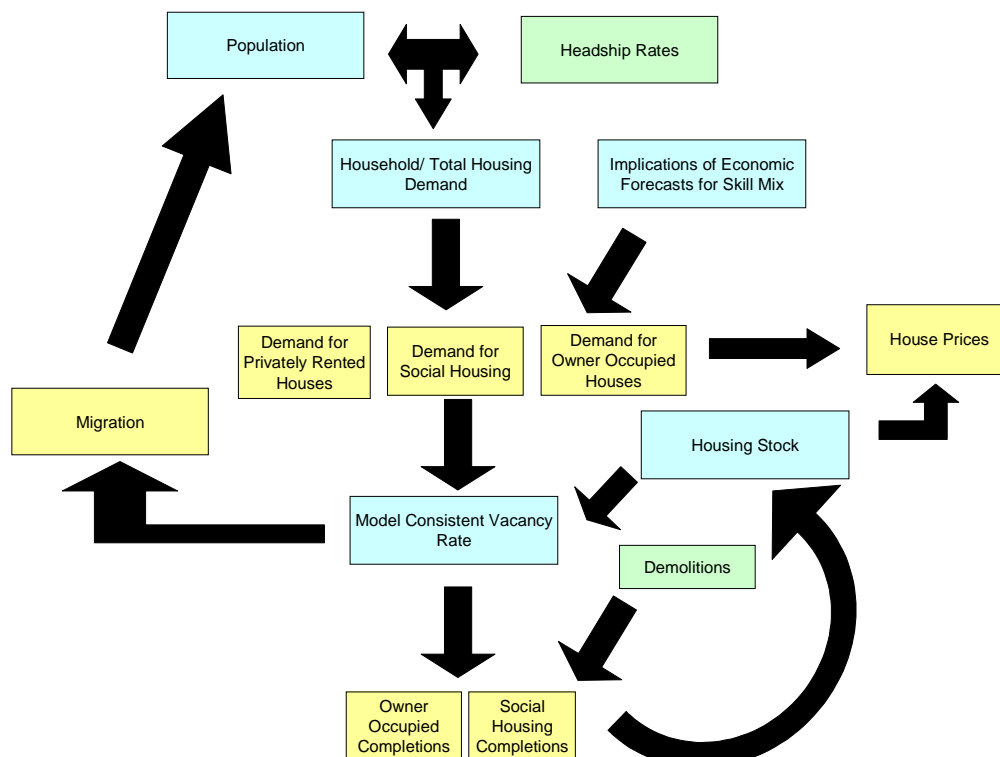 Population
Headship Rates
Household/ Total Housing
Demand
Implications of Economic
Forecasts for Skill Mix
Demand for
Privately Rented
Houses
Demand for
Social Housing
Demand for
Owner Occupied
Houses
House Prices
Migration
Housing Stock
Model Consistent Vacancy
Rate
Demolitions
Owner
Occupied
Completions
Social
Housing
Completions